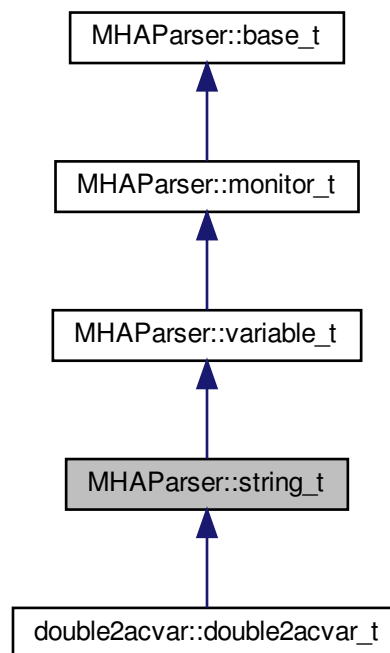 MHAParser::base_t
MHAParser::monitor_t
MHAParser::variable_t
MHAParser::string_t
double2acvar::double2acvar_t